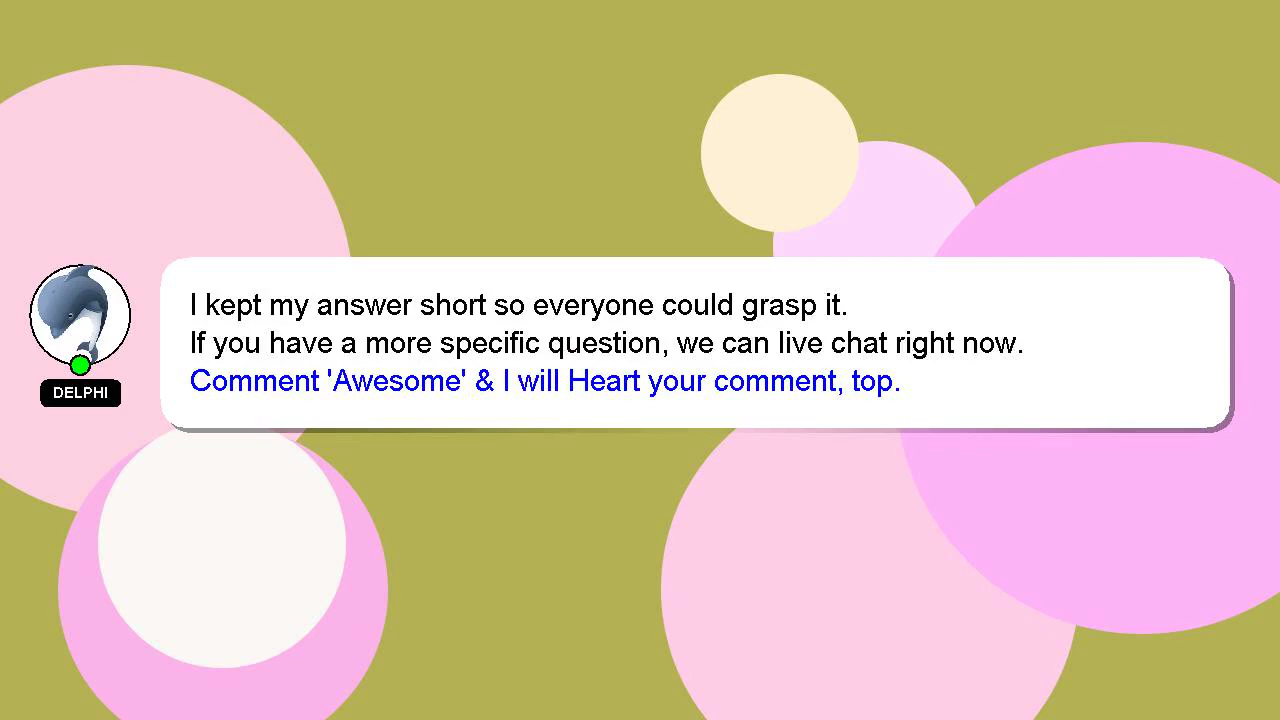 I kept my answer short so everyone could grasp it.
If you have a more specific question, we can live chat right now.
Comment 'Awesome' & I will Heart your comment, top.
DELPHI